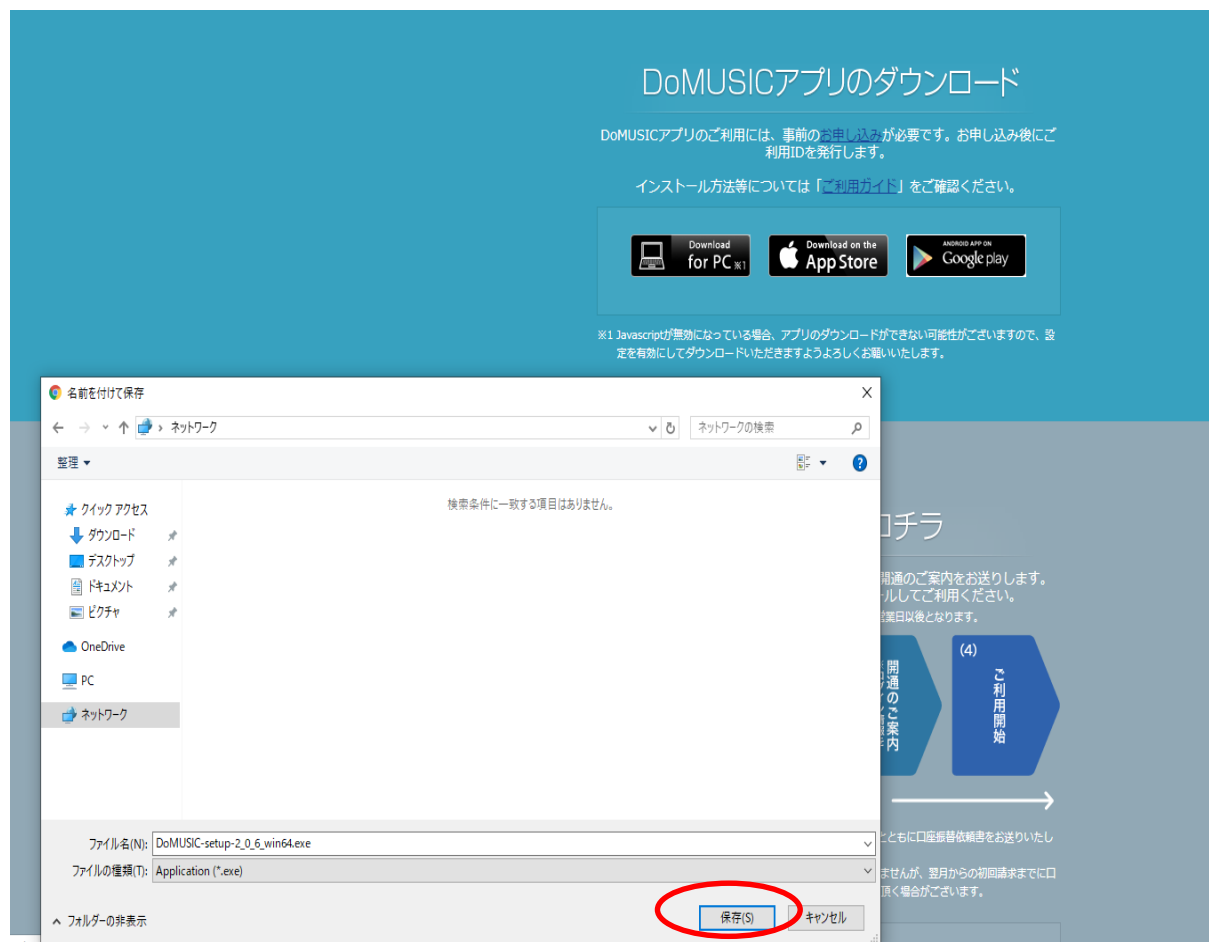 DoMUSICアプリのダウンロード
DoMUSICアプリのご利用には、事前のお申し込みが必要です。お申し込み後にご
利用IDを発行します。
インストール方法等については「ご利用ガイド」をご確認ください。
Download
for PC ※1
Download on the
App Store
ANDROID APP ON
Google play
※1 Javascriptが無効になっている場合、アプリのダウンロードができない可能性がございますので、設
定を有効にしてダウンロードいただきますようよろしくお願いいたします。
名前を付けて保存
ネットワーク
ネットワークの検索
整理
検索条件に一致する項目はありません。
クイック アクセス
ダウンロード
デスクトップ
ドキュメント
ピクチャ
OneDrive
PC
ネットワーク
ファイル名(N):
DoMUSIC-setup-2_0_6_win64.exe
ファイルの種類(T):
Application (*.exe)
フォルダーの非表示
保存(S)
キャンセル
コチラ
開通のご案内をお送りします。
ールしてご利用ください。
営業日以後となります。
開通のご案内
(4)
ご利用開始
とともに口座振替依頼書をお送りいたし
ませんが、翌月からの初回請求までに口
頂く場合がございます。